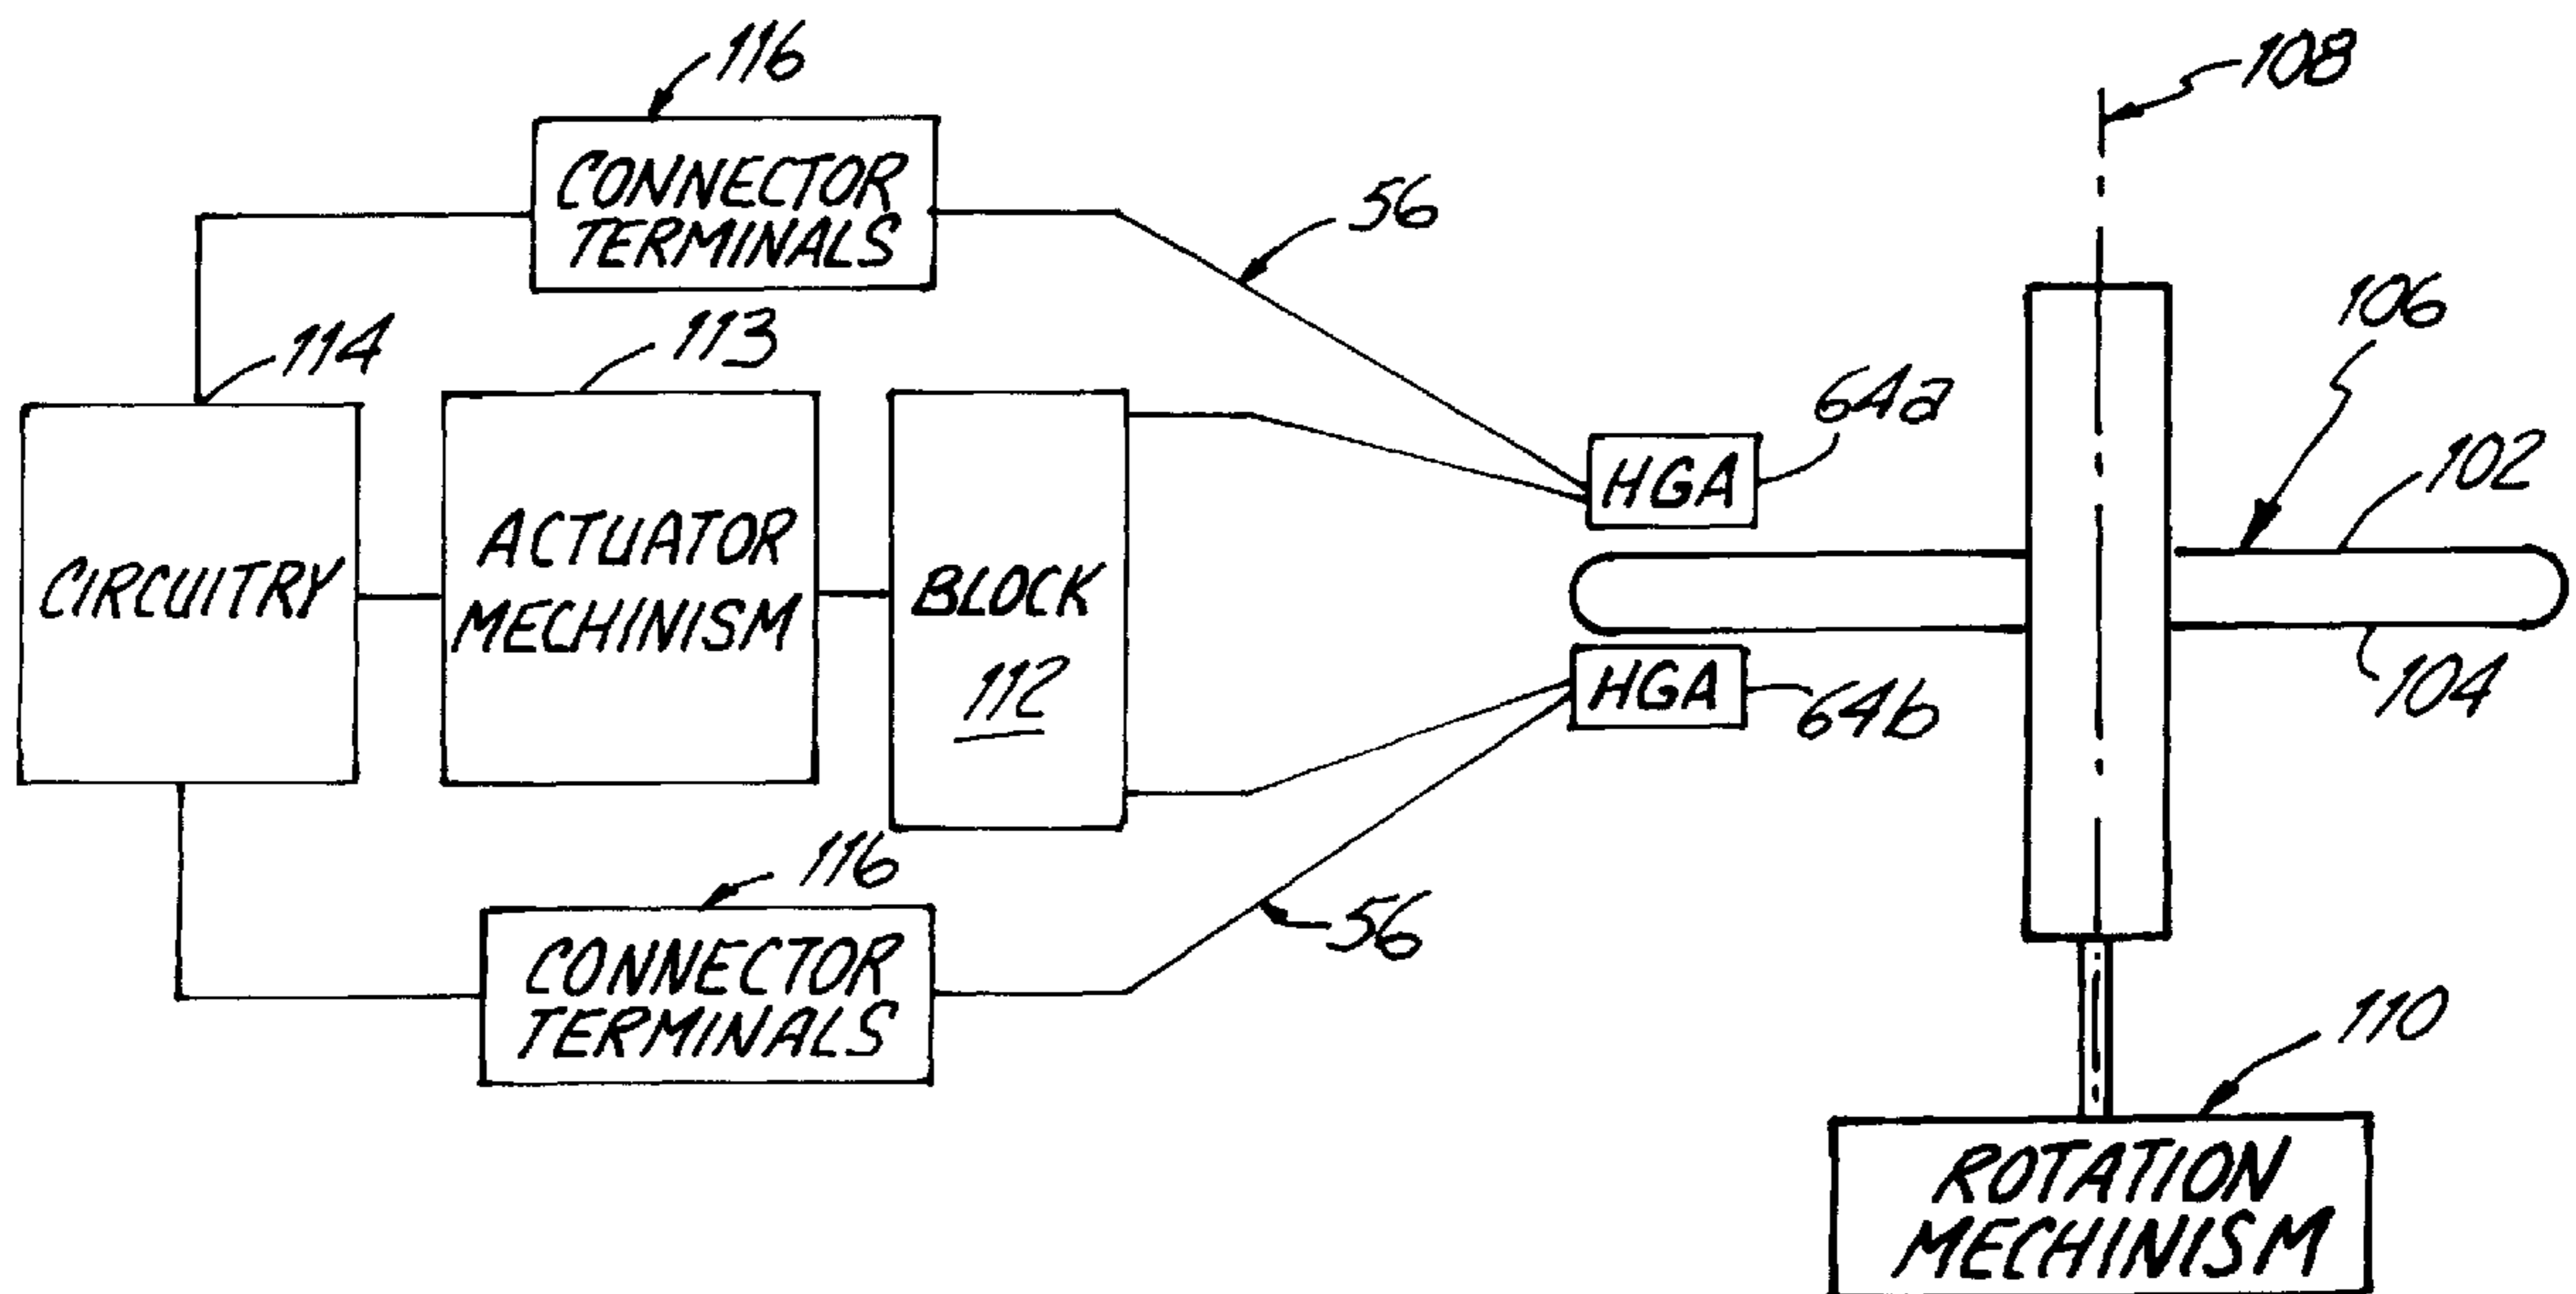 116
108
CONNECTOR
TERMINALS
56
106
114
113
64a
HGA
102
CIRCUITRY
ACTUATOR
MECHINISM
BLOCK
112
HGA
64b
104
116
56
CONNECTOR
TERMINALS
110
ROTATION
MECHINISM